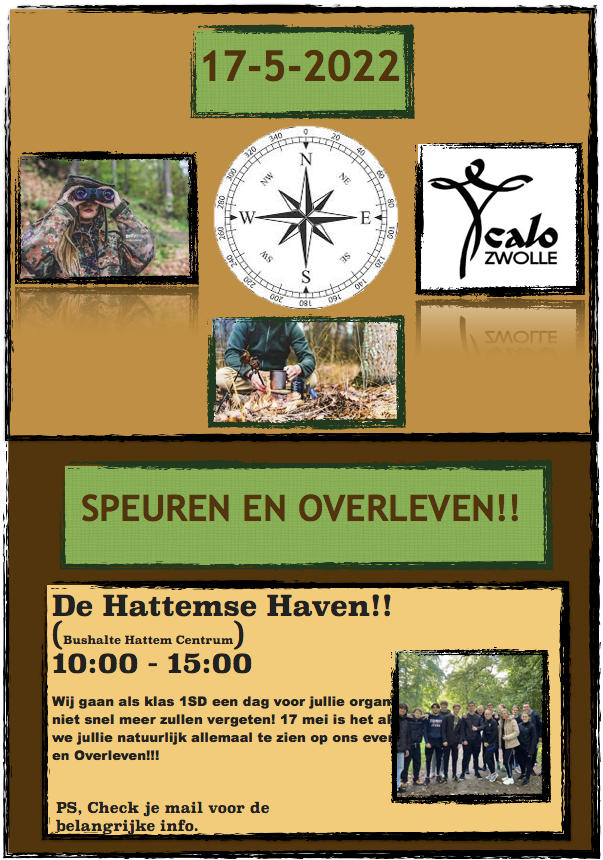 17-5-2022
N
NE
E
SE
S
SW
W
NW
0
20
40
60
80
100
120
140
160
180
200
220
240
260
280
300
320
340
calo
ZWOLLE
SPEUREN EN OVERLEVEN!!
De Hattemse Haven!!
(Bushalte Hattem Centrum)
10:00 - 15:00
Wij gaan als klas 1SD een dag voor jullie organ
niet snel meer zullen vergeten! 17 mei is het al
we jullie natuurlijk allemaal te zien op ons eve
en Overleven!!!
PS, Check je mail voor de
belangrijke info.